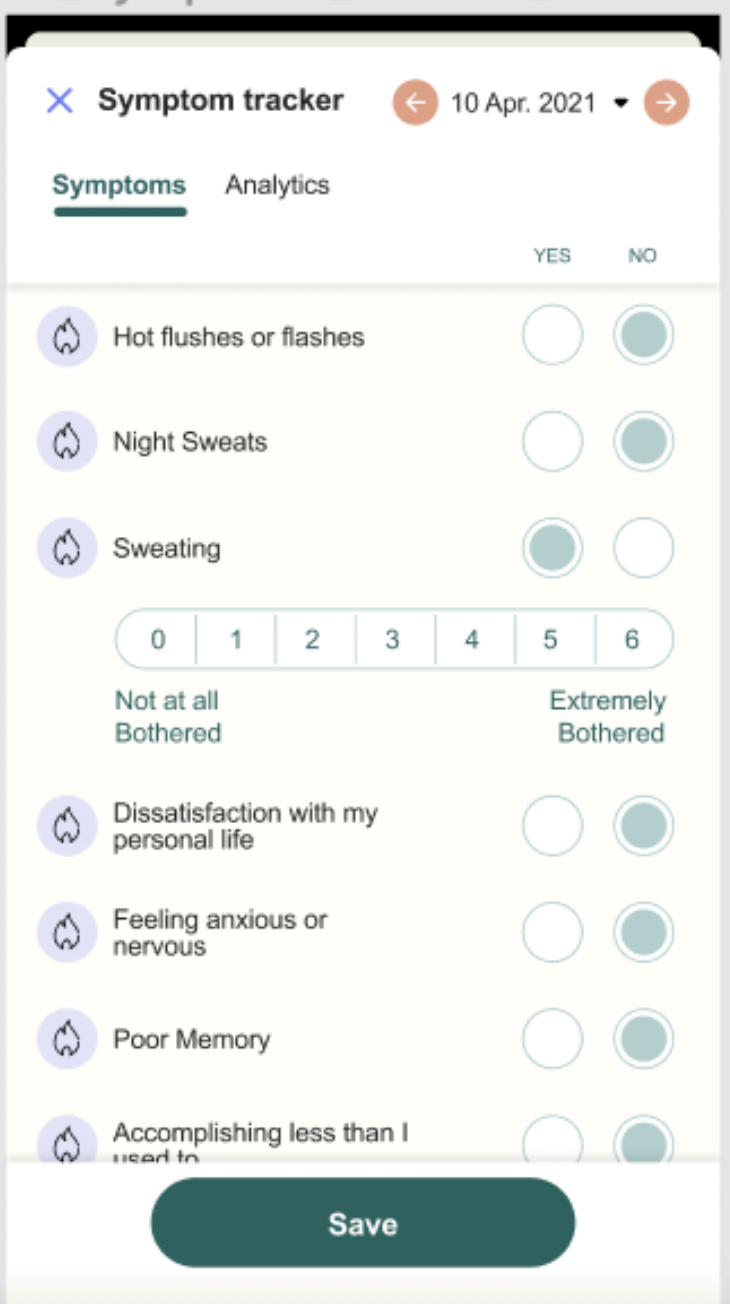 Symptom tracker 10 Apr. 2021
Symptoms Analytics
YES NO
Hot flushes or flashes
Night Sweats
Sweating
0 1 2 3 4 5 6
Not at all Extremely
Bothered Bothered
Dissatisfaction with my
personal life
Feeling anxious or
nervous
Poor Memory
Accomplishing less than I
used to
Save